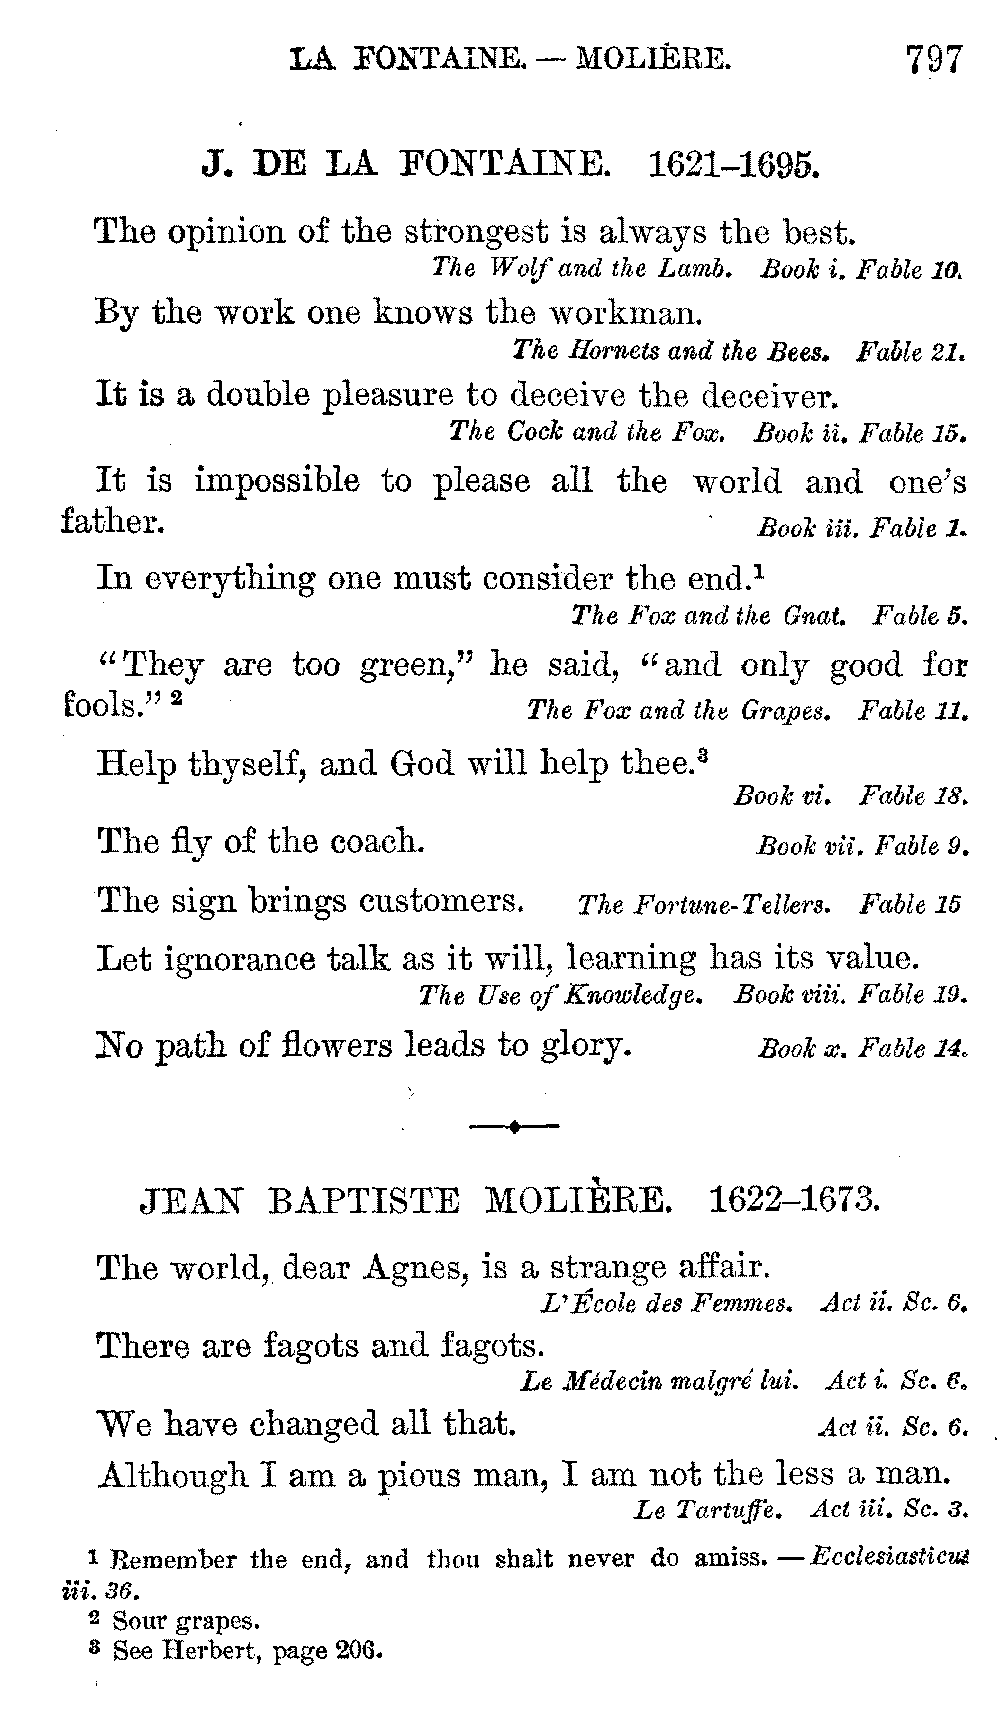 LA FONTAINE. — MOLIÈRE. 797
J. DE LA FONTAINE. 1621–1695.
The opinion of the strongest is always the best.
The Wolf and the Lamb. Book i. Fable 10.
By the work one knows the workman.
The Hornets and the Bees. Fable 21.
It is a double pleasure to deceive the deceiver.
The Cock and the Fox. Book ii. Fable 15.
It is impossible to please all the world and one's
father. Book iii. Fable 1.
In everything one must consider the end.¹
The Fox and the Gnat. Fable 5.
“They are too green,” he said, “and only good for
fools.” ² The Fox and the Grapes. Fable 11.
Help thyself, and God will help thee.³
Book vi. Fable 18.
The fly of the coach. Book vii. Fable 9.
The sign brings customers. The Fortune-Tellers. Fable 15
Let ignorance talk as it will, learning has its value.
The Use of Knowledge. Book viii. Fable 19.
No path of flowers leads to glory. Book x. Fable 14.
JEAN BAPTISTE MOLIÈRE. 1622–1673.
The world, dear Agnes, is a strange affair.
L'École des Femmes. Act ii. Sc. 6.
There are fagots and fagots.
Le Médecin malgré lui. Act i. Sc. 6.
We have changed all that. Act ii. Sc. 6.
Although I am a pious man, I am not the less a man.
Le Tartuffe. Act iii. Sc. 3.
1 Remember the end, and thou shalt never do amiss. — Ecclesiasticus
iii. 36.
2 Sour grapes.
3 See Herbert, page 206.